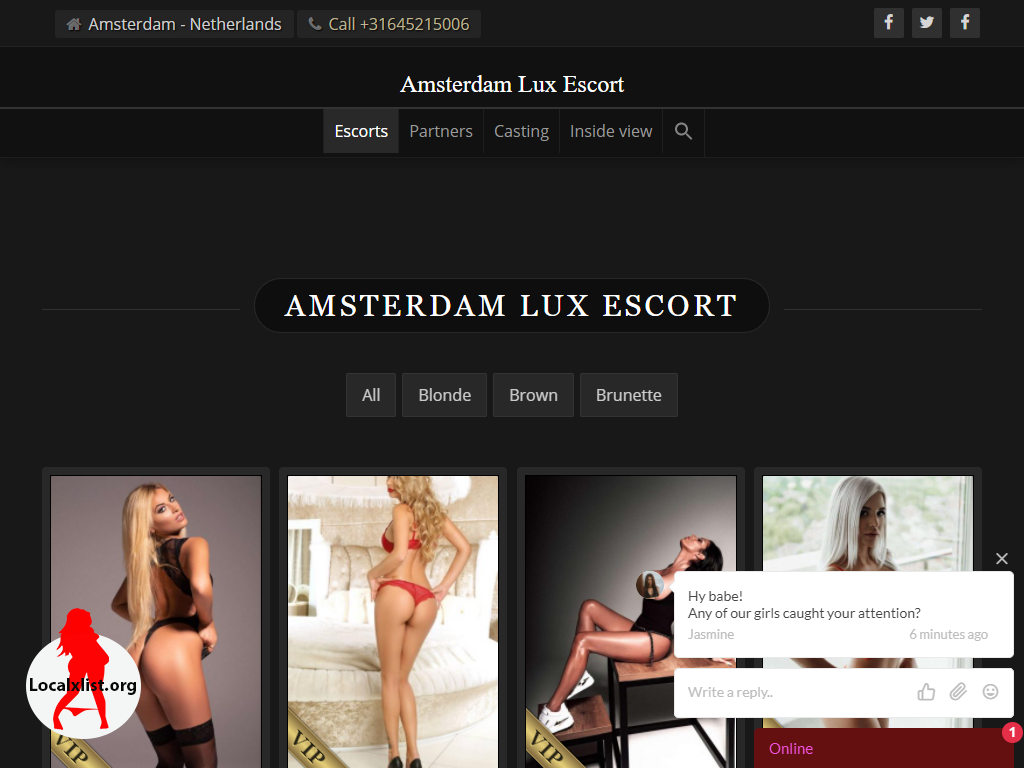 Amsterdam - Netherlands
Call +31645215006
Amsterdam Lux Escort
Escorts
Partners
Casting
Inside view
AMSTERDAM LUX ESCORT
All
Blonde
Brown
Brunette
Hy babe!
Any of our girls caught your attention?
Jasmine
6 minutes ago
Localxlist.org
Write a reply..
VIP
VIP
VIP
VIP
1
Online